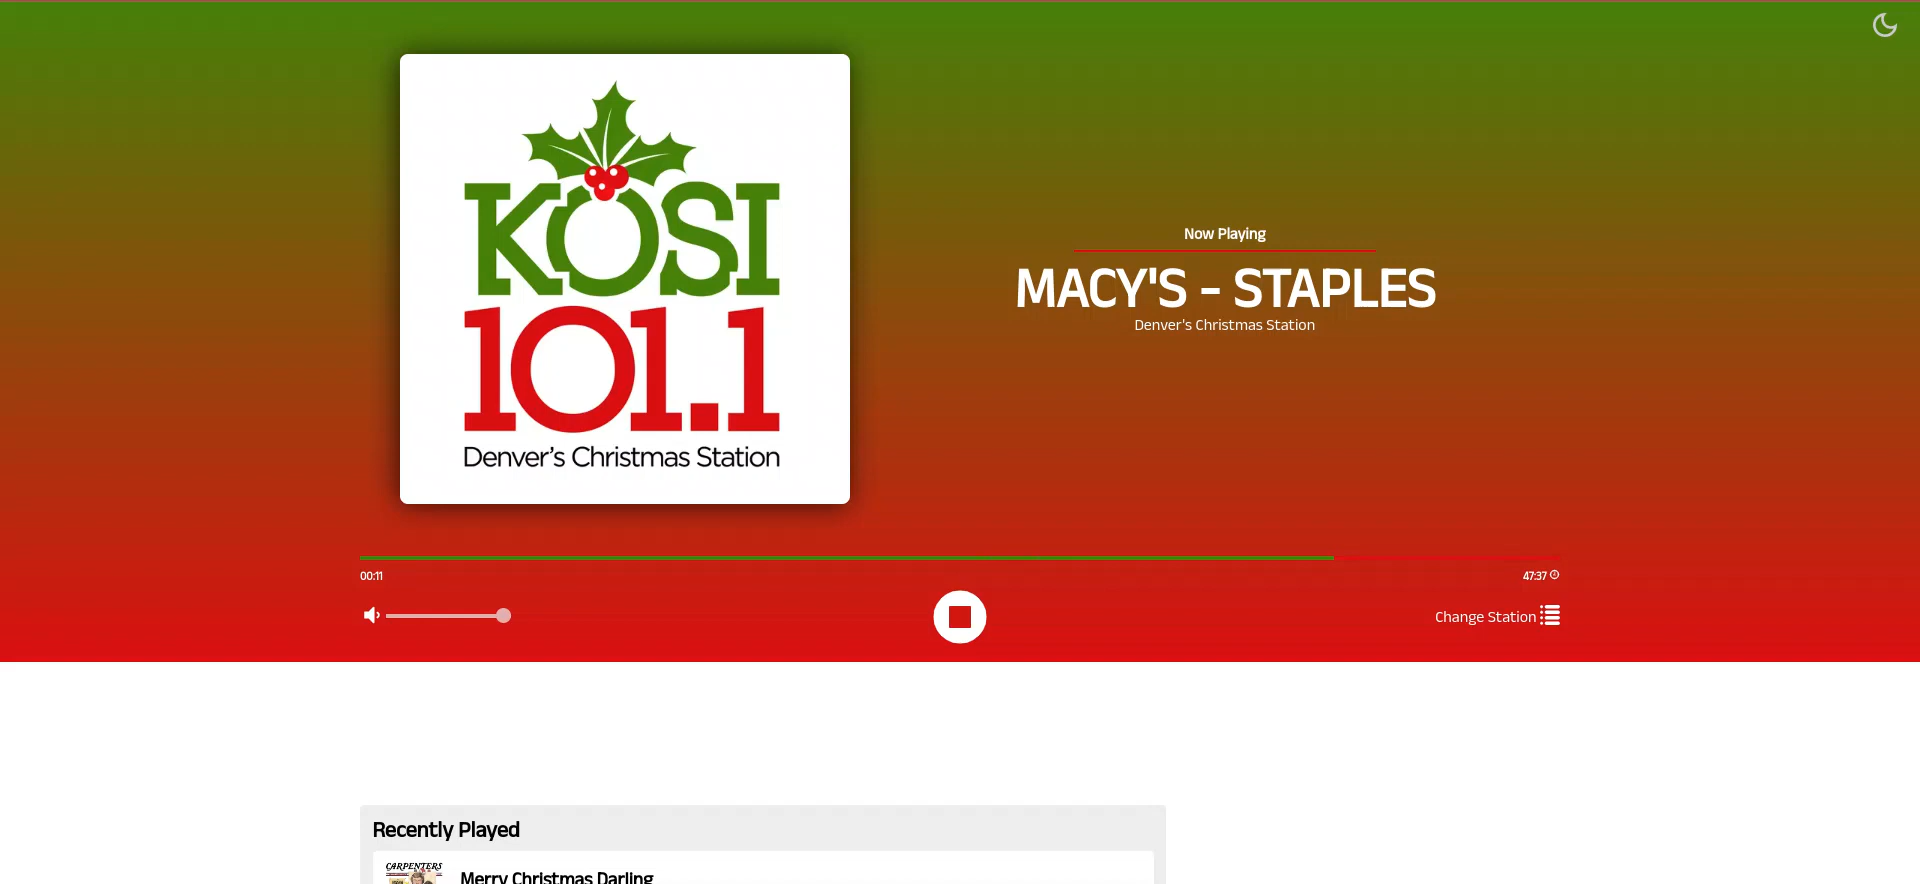 KOSI
101.1
Denver's Christmas Station
Now Playing
MACY'S - STAPLES
Denver's Christmas Station
00:11
47:37
Change Station
Recently Played
CARPENTERS
Merry Christmas Darling